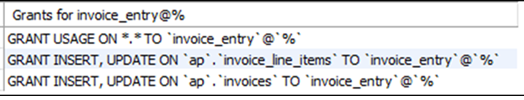 Grants for invoice_entry@%
GRANT USAGE ON *.* TO `invoice_entry`@`%`
GRANT INSERT, UPDATE ON `ap`.`invoice_line_items` TO `invoice_entry`@`%`
GRANT INSERT, UPDATE ON `ap`.`invoices` TO `invoice_entry`@`%`